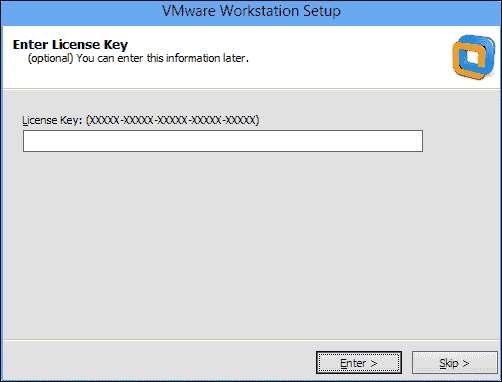 VMware Workstation Setup
Enter License Key
(optional) You can enter this information later.
License Key: (XXXXX-XXXXX-XXXXX-XXXXX-XXXXX)
Enter >
Skip >